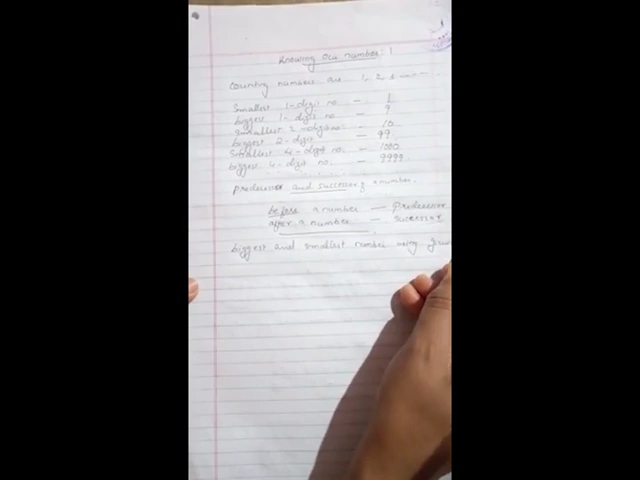 Knowing our number: 1
Counting numbers are 1, 2
Smallest 1-digit no. - 1
biggest 1-digit no - 9
Smallest 2-digit no. - 10
biggest 2-digit - 99
Smallest 4-digit no. - 1000
biggest 4-digit no. - 9999
Predecessor and successor of a number.
before a number - predecessor
after a number - successor
biggest and smallest number using